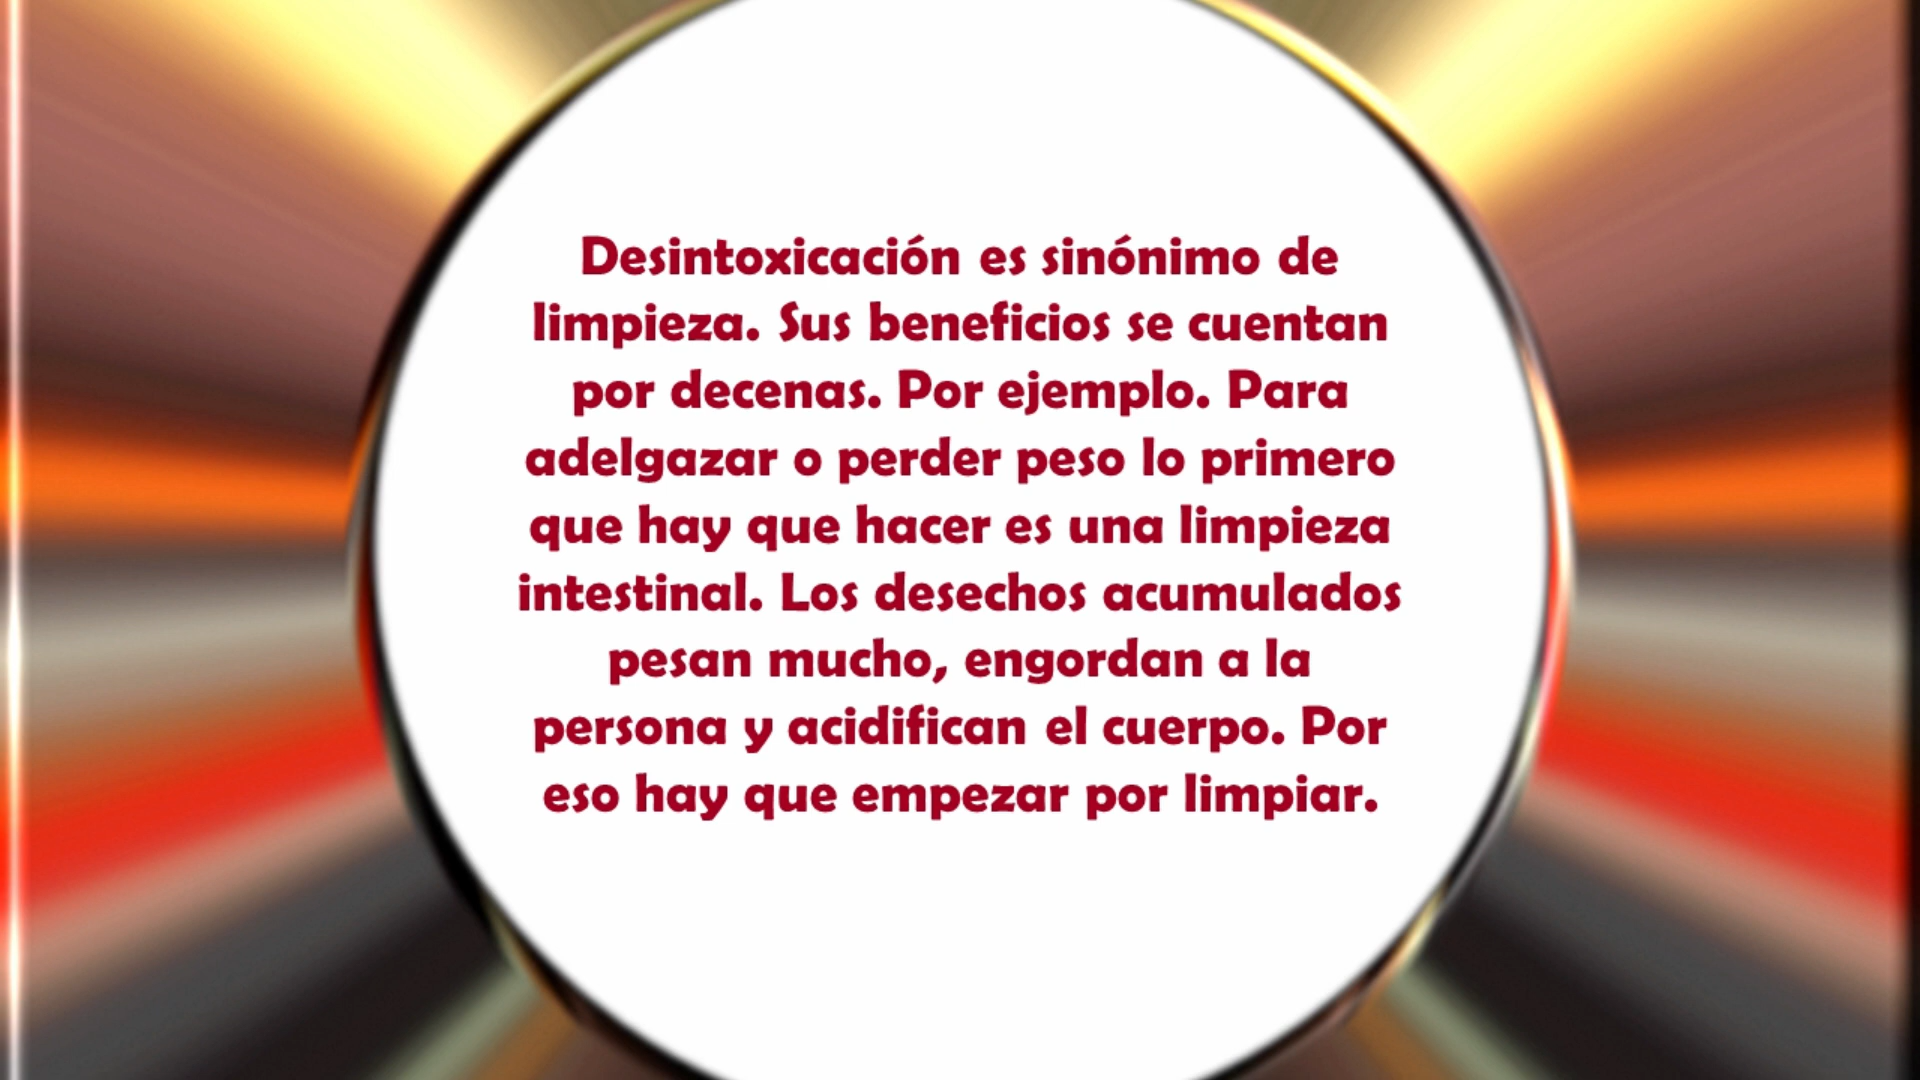 Desintoxicación es sinónimo de
limpieza. Sus beneficios se cuentan
por decenas. Por ejemplo. Para
adelgazar o perder peso lo primero
que hay que hacer es una limpieza
intestinal. Los desechos acumulados
pesan mucho, engordan a la
persona y acidifican el cuerpo. Por
eso hay que empezar por limpiar.